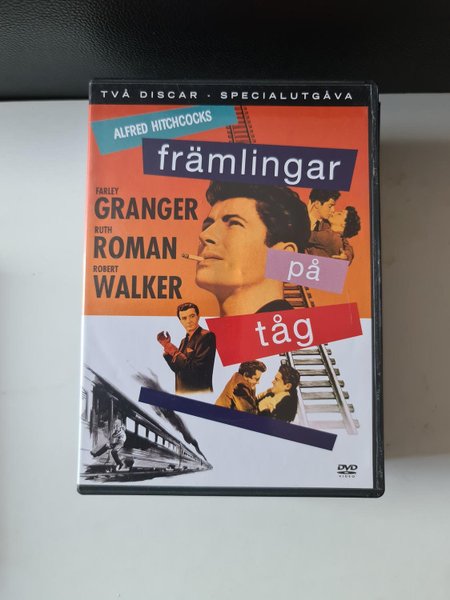 TVÅ DISCAR - SPECIALUTGÅVA
ALFRED HITCHCOCKS
främlingar
FARLEY
GRANGER
RUTH
ROMAN
ROBERT
WALKER
på
tåg
DVD
VIDEO